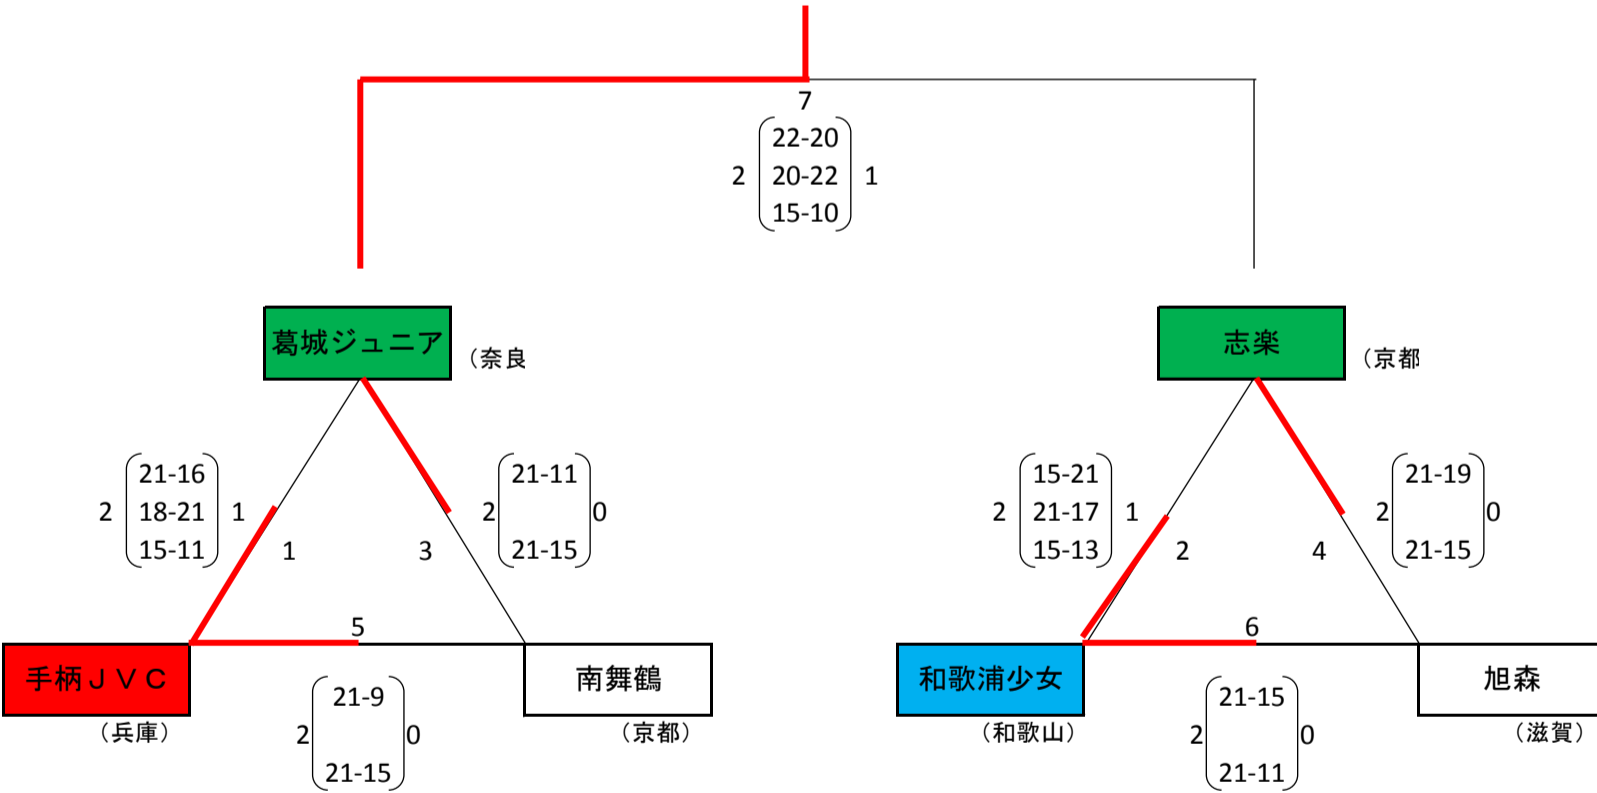 7
22-20
2 20-22 1
15-10
葛城ジュニア
（奈良
志楽
（京都
21-16
2 18-21 1
15-11
1
3
21-11
2 0
21-15
15-21
2 21-17 1
15-13
2
4
21-19
2 0
21-15
5
6
手柄ＪＶＣ
（兵庫）
南舞鶴
（京都）
21-9
2 0
21-15
和歌浦少女
（和歌山）
旭森
（滋賀）
21-15
2 0
21-11